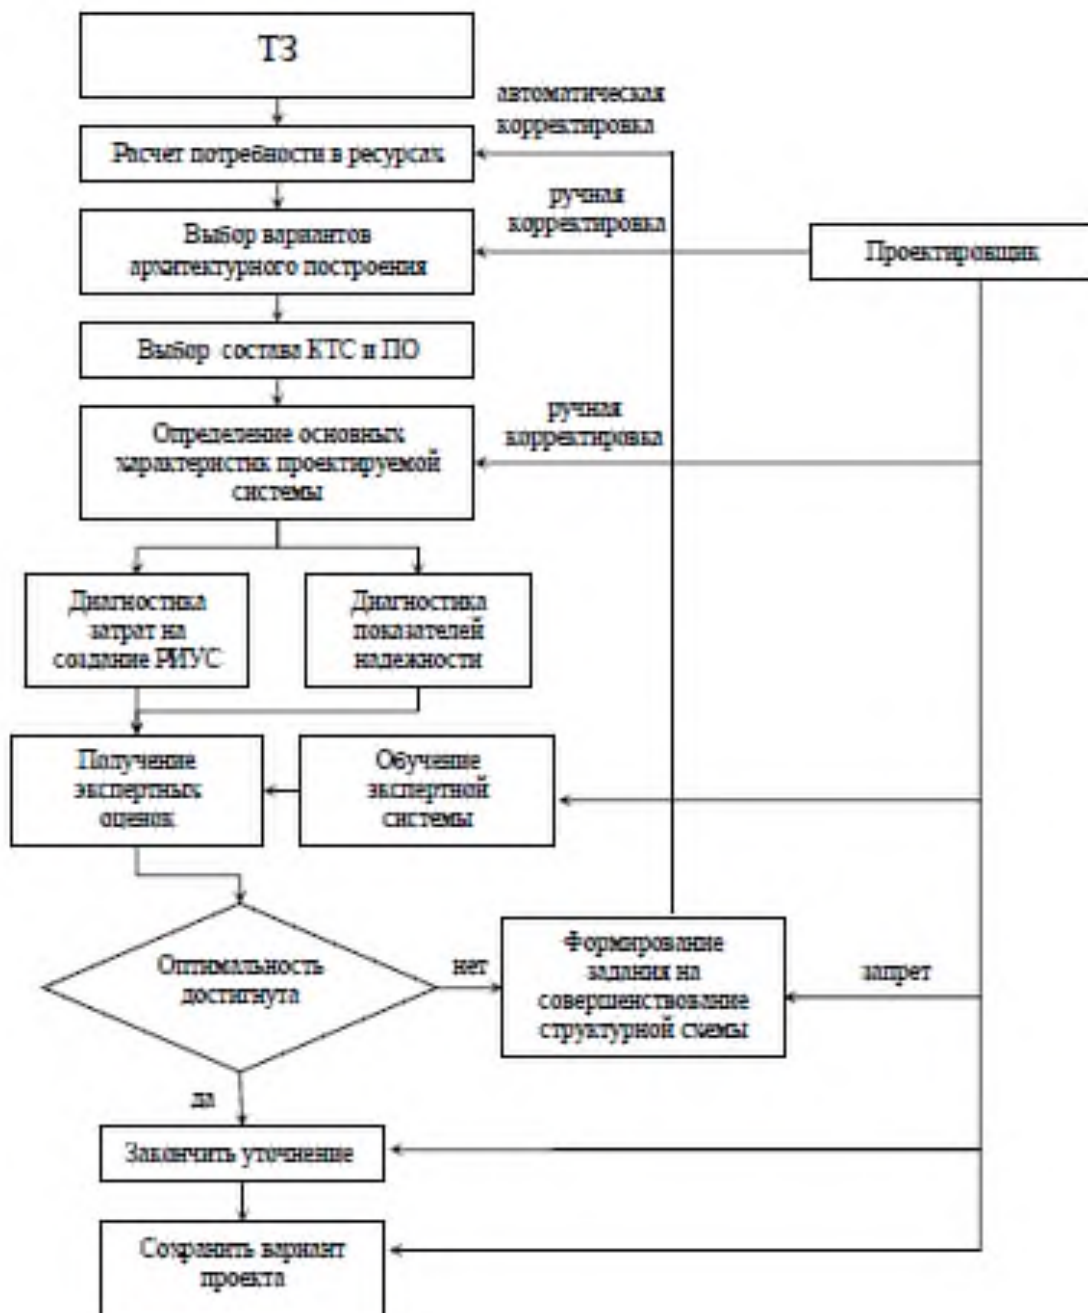 ТЗ
автоматическая
корректировка
Расчет потребности в ресурсах
ручная
корректировка
Выбор вариантов
архитектурного построения
Проектировщик
Выбор состава КТС и ПО
ручная
корректировка
Определение основных
характеристик проектируемой
системы
Диагностика
затрат на
создание РИУС
Диагностика
показателей
надежности
Получение
экспертных
оценок
Обучение
экспертной
системы
Оптимальность
достигнута
нет
Формирование
задания на
совершенствование
структурной схемы
запрет
да
Закончить уточнение
Сохранить вариант
проекта